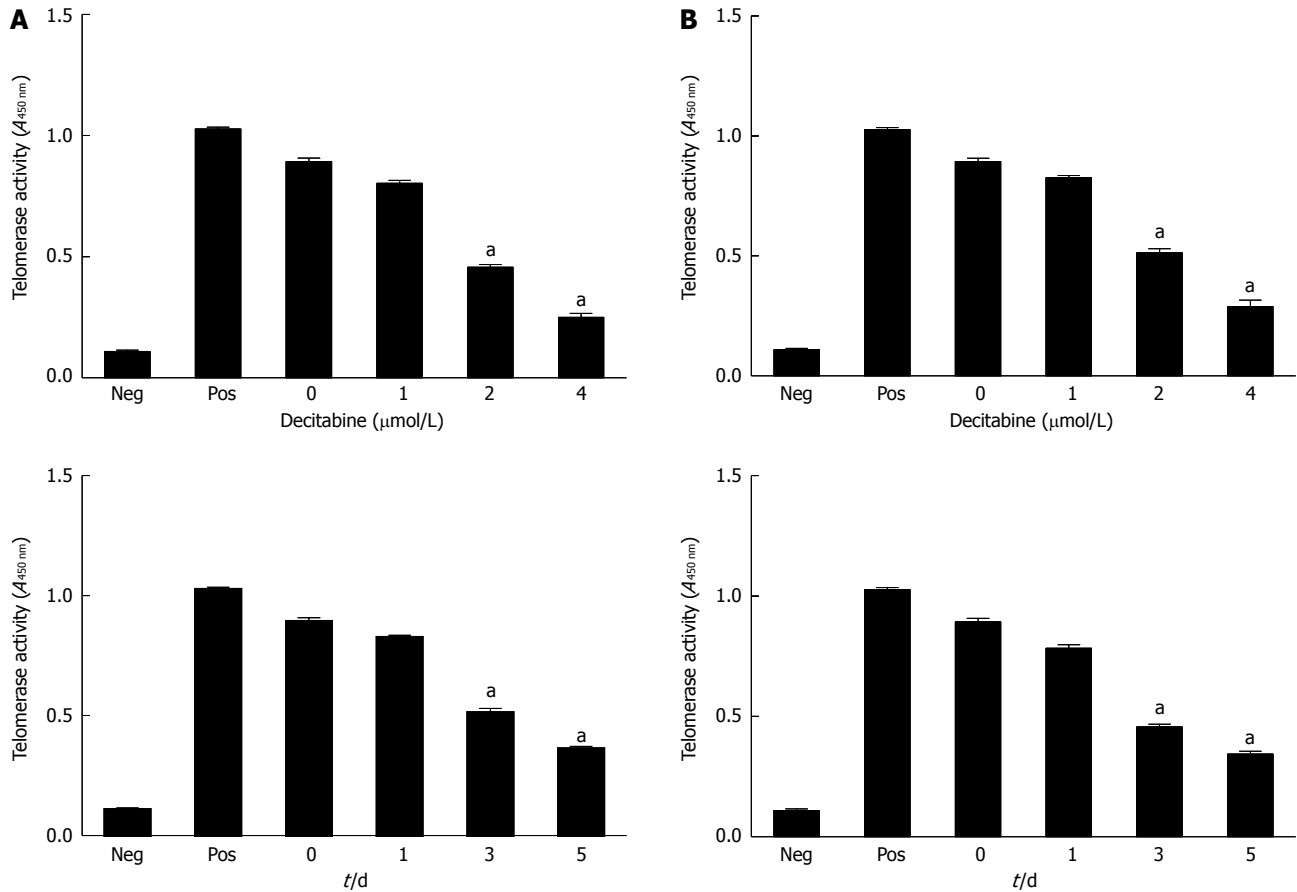 A
Telomerase activity (A450 nm)
1.5
1.0
0.5
0.0
a
a
Neg Pos 0 1 2 4
Decitabine (μmol/L)
B
Telomerase activity (A450 nm)
1.5
1.0
0.5
0.0
a
a
Neg Pos 0 1 2 4
Decitabine (μmol/L)
Telomerase activity (A450 nm)
1.5
1.0
0.5
0.0
a
a
Neg Pos 0 1 3 5
t/d
Telomerase activity (A450 nm)
1.5
1.0
0.5
0.0
a
a
Neg Pos 0 1 3 5
t/d